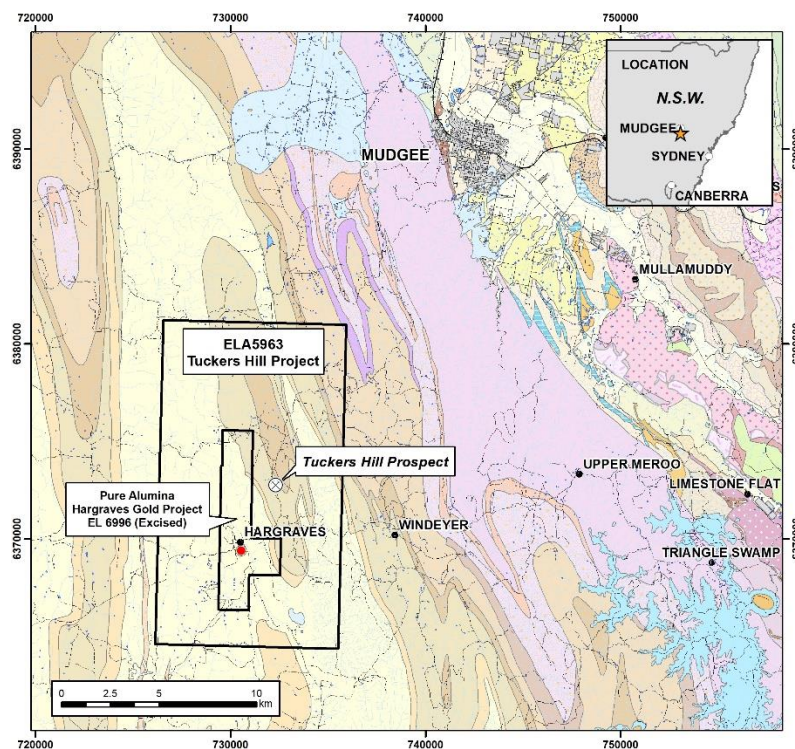 720000
730000
740000
750000
LOCATION
N.S.W.
MUDGEE
SYDNEY
CANBERRA
6390000
MUDGEE
MULLAMUDDY
6380000
6380000
ELA5963
Tuckers Hill Project
Tuckers Hill Prospect
UPPER MEROO
LIMESTONE FLAT
Pure Alumina
Hargraves Gold Project
EL 6996 (Excised)
HARGRAVES
WINDEYER
6370000
6370000
TRIANGLE SWAMP
0
2.5
5
10
km
720000
730000
740000
750000